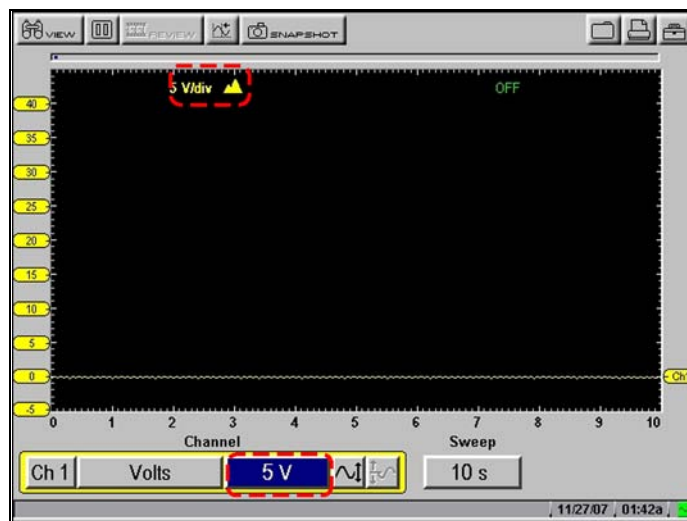 VIEW REVIEW SNAPSHOT
5 V/div OFF
40
35
30
25
20
15
10
5
0 Ch1
-5
0 1 2 3 4 5 6 7 8 9 10
Channel Sweep
Ch 1 Volts 5 V 10 s
11/27/07 01:42a